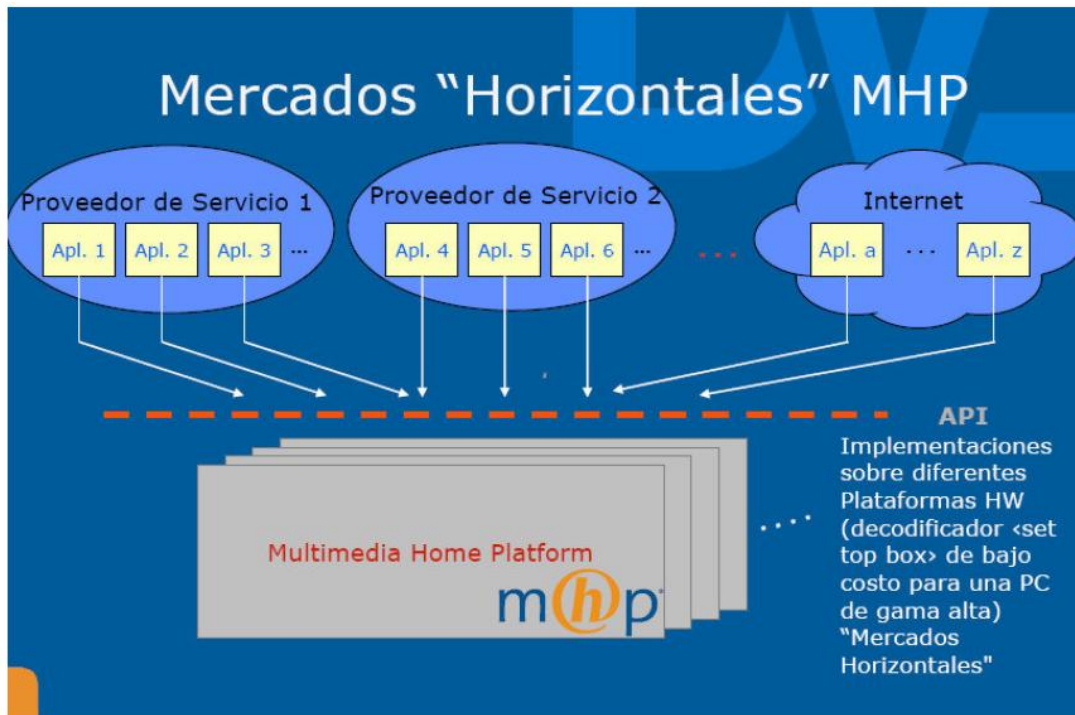 Mercados “Horizontales” MHP
Proveedor de Servicio 1
Apl. 1 Apl. 2 Apl. 3 ...
Proveedor de Servicio 2
Apl. 4 Apl. 5 Apl. 6 ...
...
Internet
Apl. a ... Apl. z
API
Implementaciones
sobre diferentes
Plataformas HW
(decodificador ‹set
top box› de bajo
costo para una PC
de gama alta)
“Mercados
Horizontales"
....
Multimedia Home Platform
m(h)p